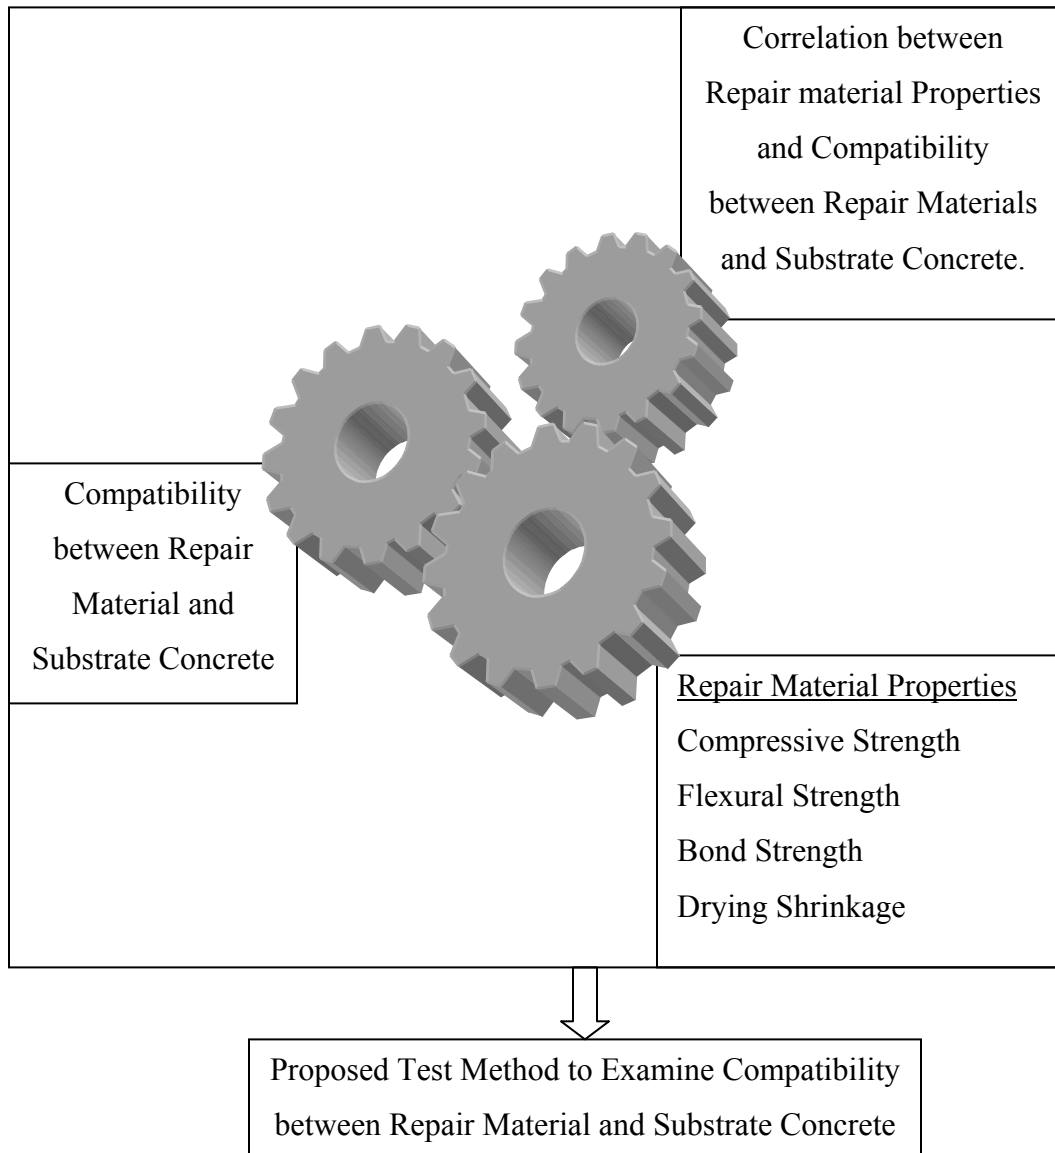 Correlation between
Repair material Properties
and Compatibility
between Repair Materials
and Substrate Concrete.
Compatibility
between Repair
Material and
Substrate Concrete
Repair Material Properties
Compressive Strength
Flexural Strength
Bond Strength
Drying Shrinkage
Proposed Test Method to Examine Compatibility
between Repair Material and Substrate Concrete